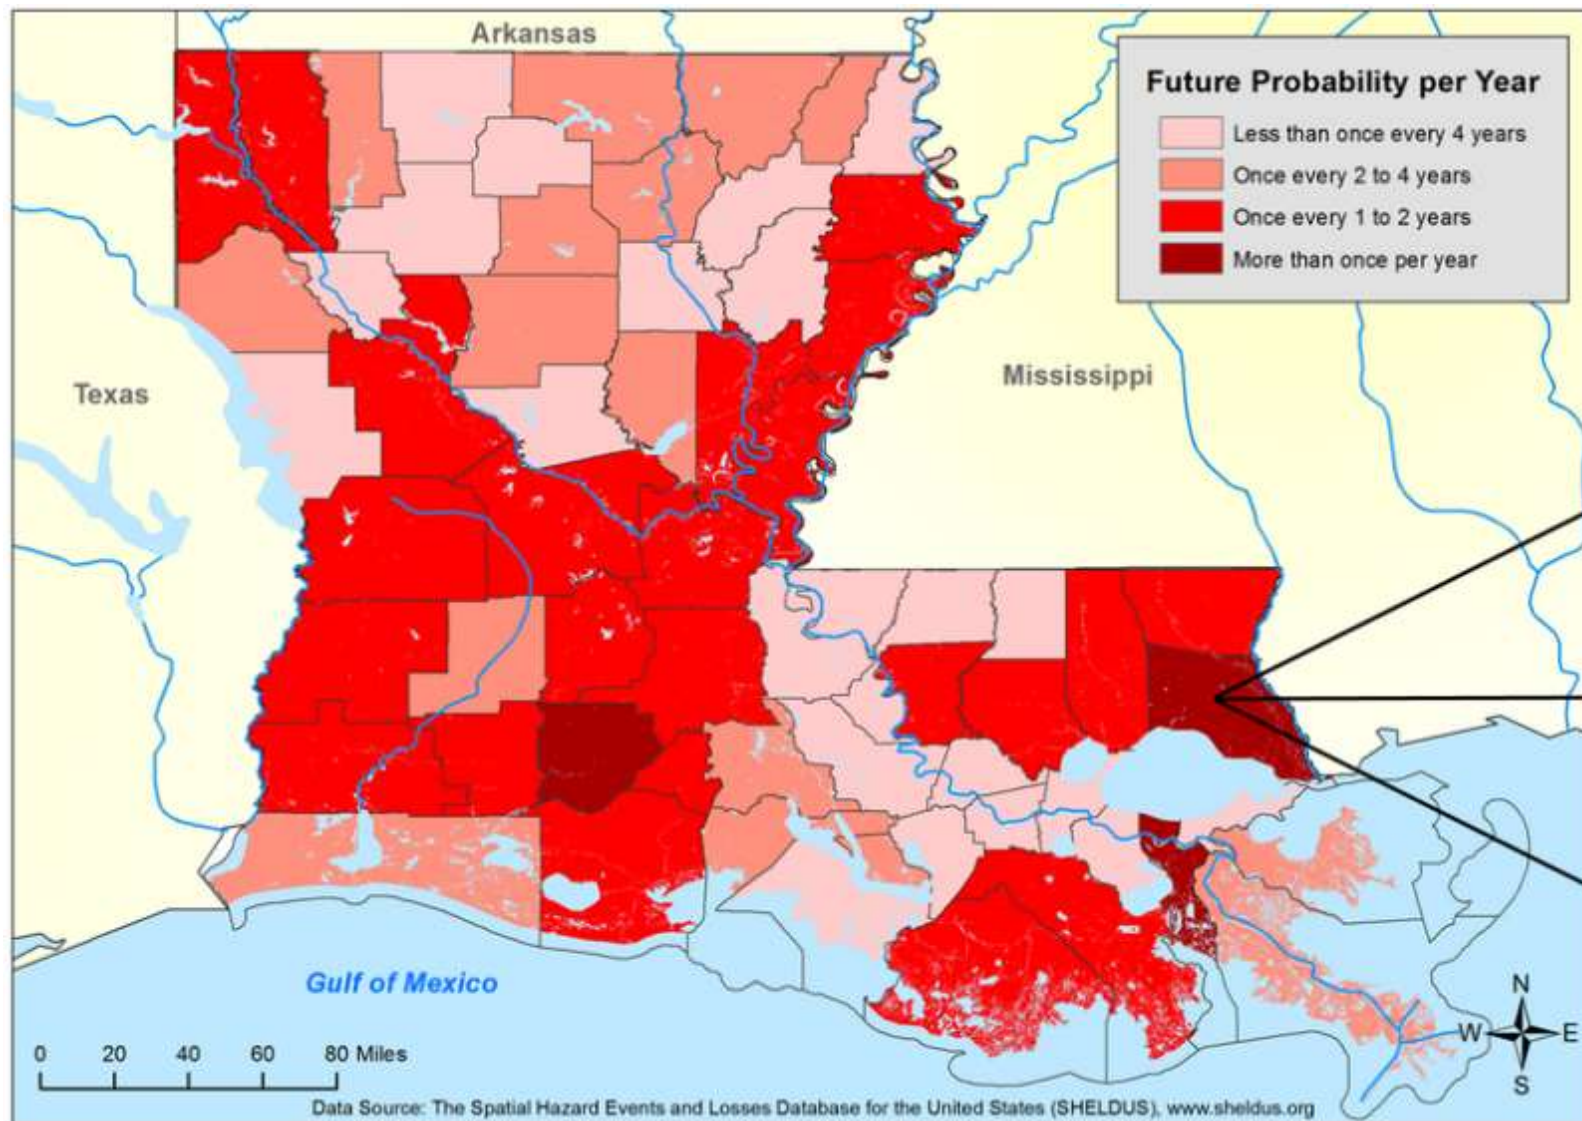 Arkansas
Future Probability per Year
Less than once every 4 years
Once every 2 to 4 years
Once every 1 to 2 years
More than once per year
Texas
Mississippi
Gulf of Mexico
N
W E
S
0 20 40 60 80 Miles
Data Source: The Spatial Hazard Events and Losses Database for the United States (SHELDUS), www.sheldus.org